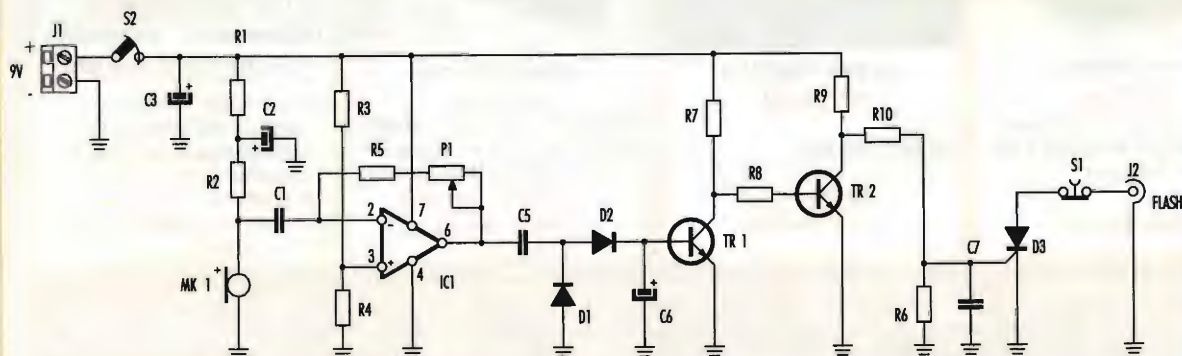 J1
S2
+
9V
-
R1
C3
C2
R2
R3
R5
P1
C1
2
-
7
6
3
+
4
IC1
+
MK 1
R4
C5
D2
D1
+
C6
R7
R8
TR 1
R9
R10
TR 2
R6
C7
D3
S1
J2
FLASH
+
+